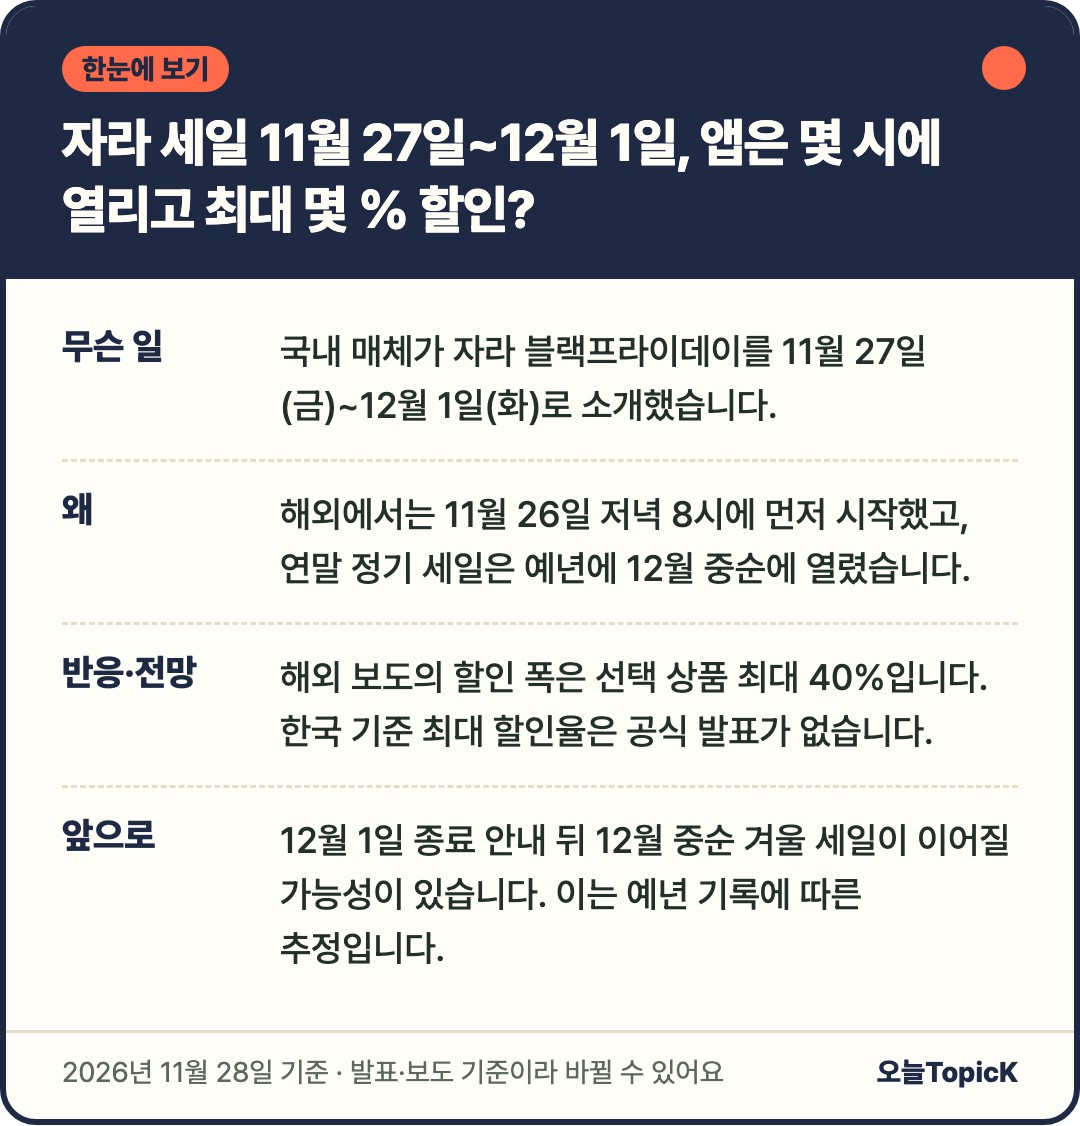 한눈에 보기
자라 세일 11월 27일~12월 1일, 앱은 몇 시에
열리고 최대 몇 % 할인?
무슨 일
국내 매체가 자라 블랙프라이데이를 11월 27일
(금)~12월 1일(화)로 소개했습니다.
왜
해외에서는 11월 26일 저녁 8시에 먼저 시작했고,
연말 정기 세일은 예년에 12월 중순에 열렸습니다.
반응·전망
해외 보도의 할인 폭은 선택 상품 최대 40%입니다.
한국 기준 최대 할인율은 공식 발표가 없습니다.
앞으로
12월 1일 종료 안내 뒤 12월 중순 겨울 세일이 이어질
가능성이 있습니다. 이는 예년 기록에 따른
추정입니다.
2026년 11월 28일 기준 · 발표·보도 기준이라 바뀔 수 있어요
오늘TopicK